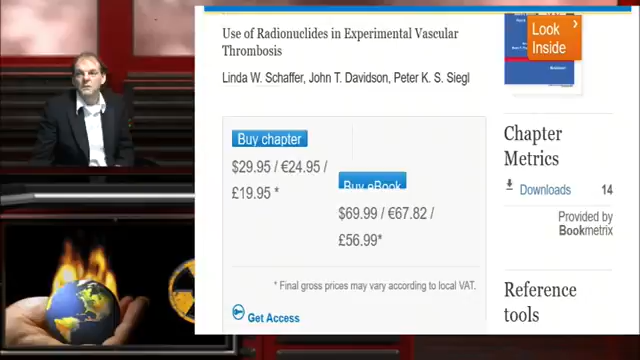 Use of Radionuclides in Experimental Vascular
Thrombosis
Linda W. Schaffer, John T. Davidson, Peter K. S. Siegl
Buy chapter
$29.95 / €24.95 /
£19.95 *
Buy eBook
$69.99 / €67.82 /
£56.99*
* Final gross prices may vary according to local VAT.
Get Access
Look
Inside
Chapter
Metrics
Downloads 14
Provided by
Bookmetrix
Reference
tools